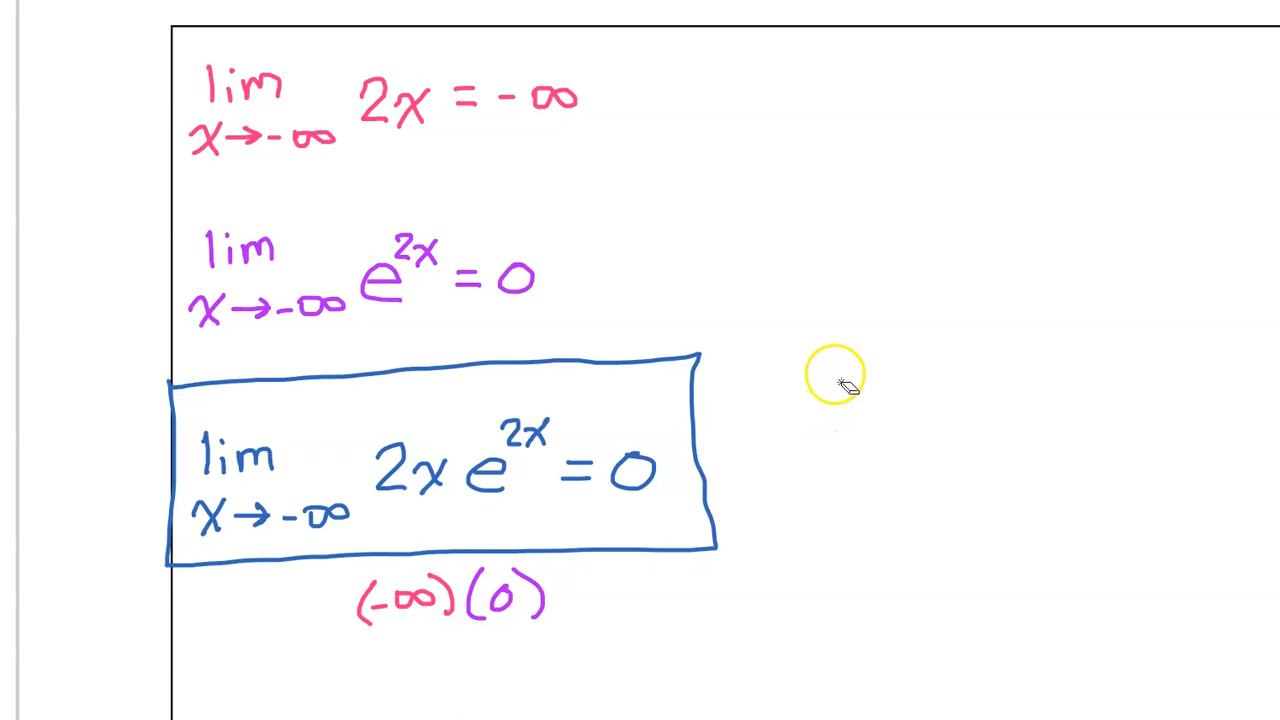 lim x→-∞ 2x = -∞
lim x→-∞ e^2x = 0
lim x→-∞ 2x e^2x = 0
(-∞)(0)